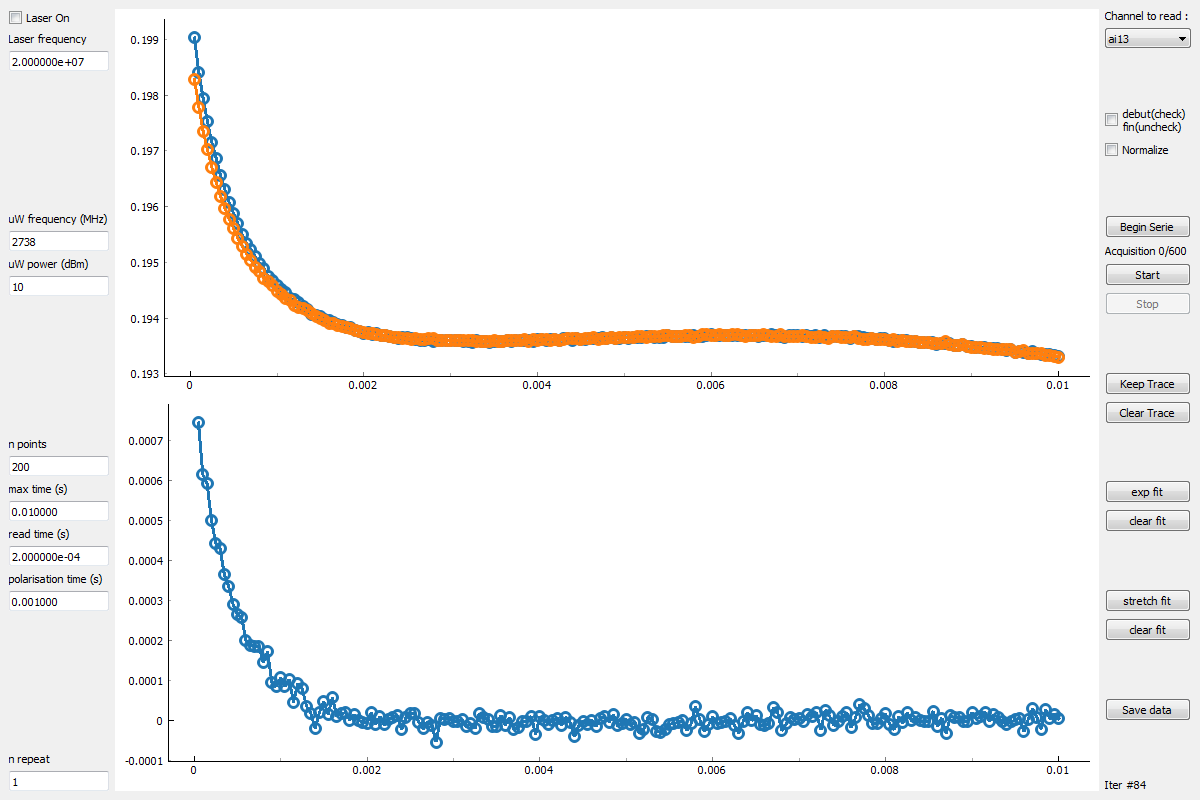 Laser On
Laser frequency
2.000000e+07
uW frequency (MHz)
2738
uW power (dBm)
10
n points
200
max time (s)
0.010000
read time (s)
2.000000e-04
polarisation time (s)
0.001000
n repeat
1
0.199
0.198
0.197
0.196
0.195
0.194
0.193
0 0.002 0.004 0.006 0.008 0.01
0.0007
0.0006
0.0005
0.0004
0.0003
0.0002
0.0001
0
-0.0001
0 0.002 0.004 0.006 0.008 0.01
Channel to read :
ai13
debut(check)
fin(uncheck)
Normalize
Begin Serie
Acquisition 0/600
Start
Stop
Keep Trace
Clear Trace
exp fit
clear fit
stretch fit
clear fit
Save data
Iter #84